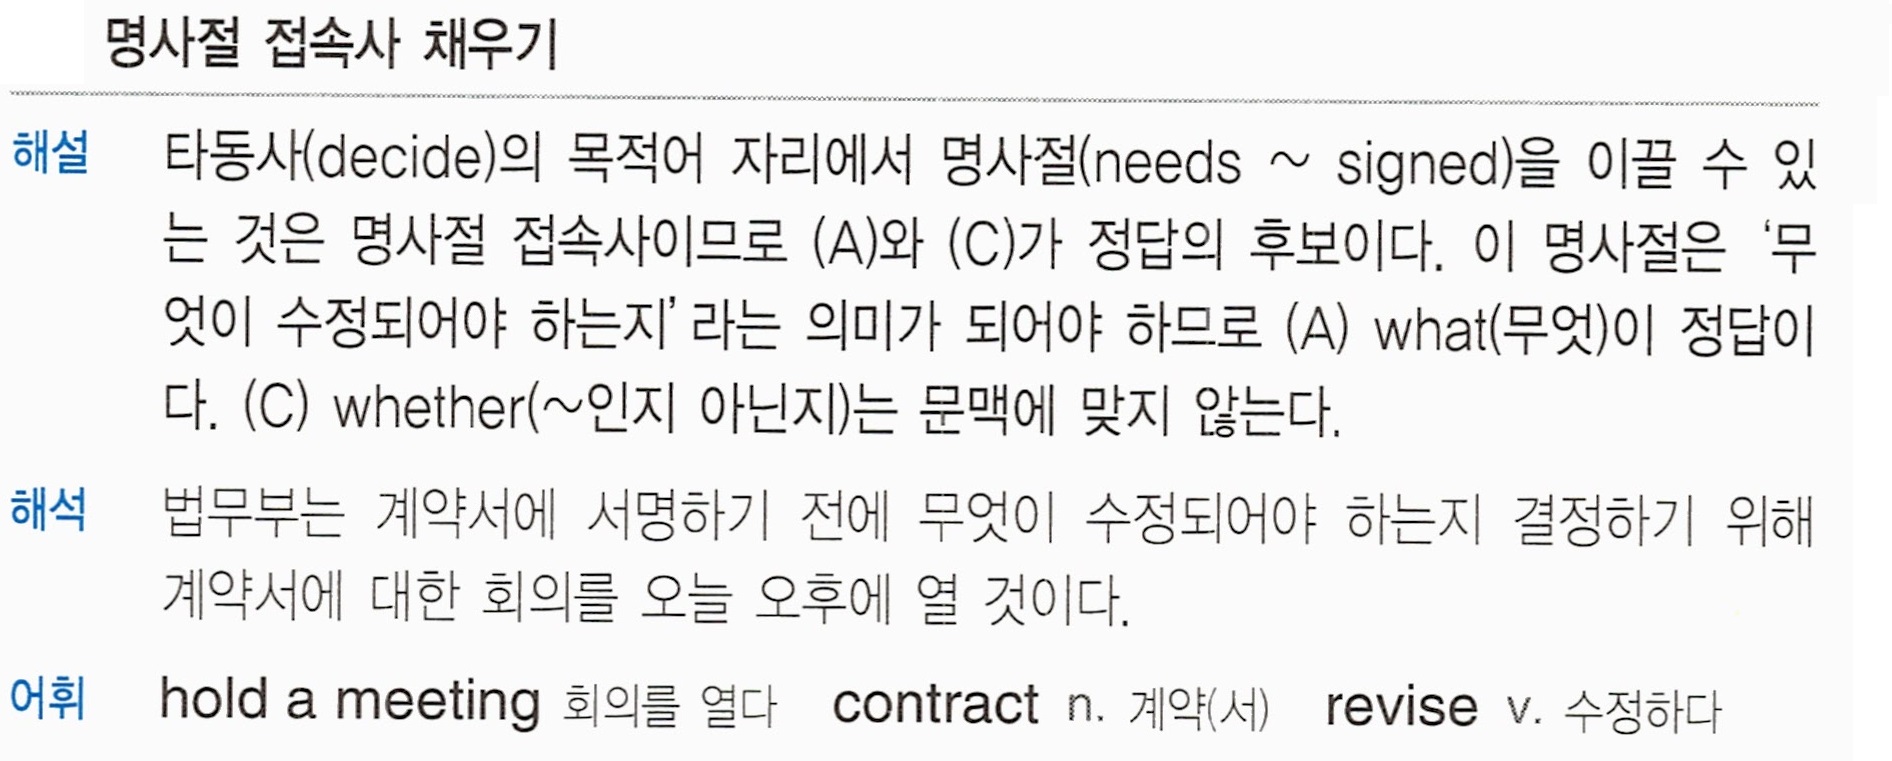 명사절 접속사 채우기
해설 타동사(decide)의 목적어 자리에서 명사절(needs ~ signed)을 이끌 수 있
는 것은 명사절 접속사이므로 (A)와 (C)가 정답의 후보이다. 이 명사절은 ‘무
엇이 수정되어야 하는지’라는 의미가 되어야 하므로 (A) what(무엇)이 정답이
다. (C) whether(~인지 아닌지)는 문맥에 맞지 않는다.
해석 법무부는 계약서에 서명하기 전에 무엇이 수정되어야 하는지 결정하기 위해
계약서에 대한 회의를 오늘 오후에 열 것이다.
어휘 hold a meeting 회의를 열다 contract n. 계약(서) revise v. 수정하다